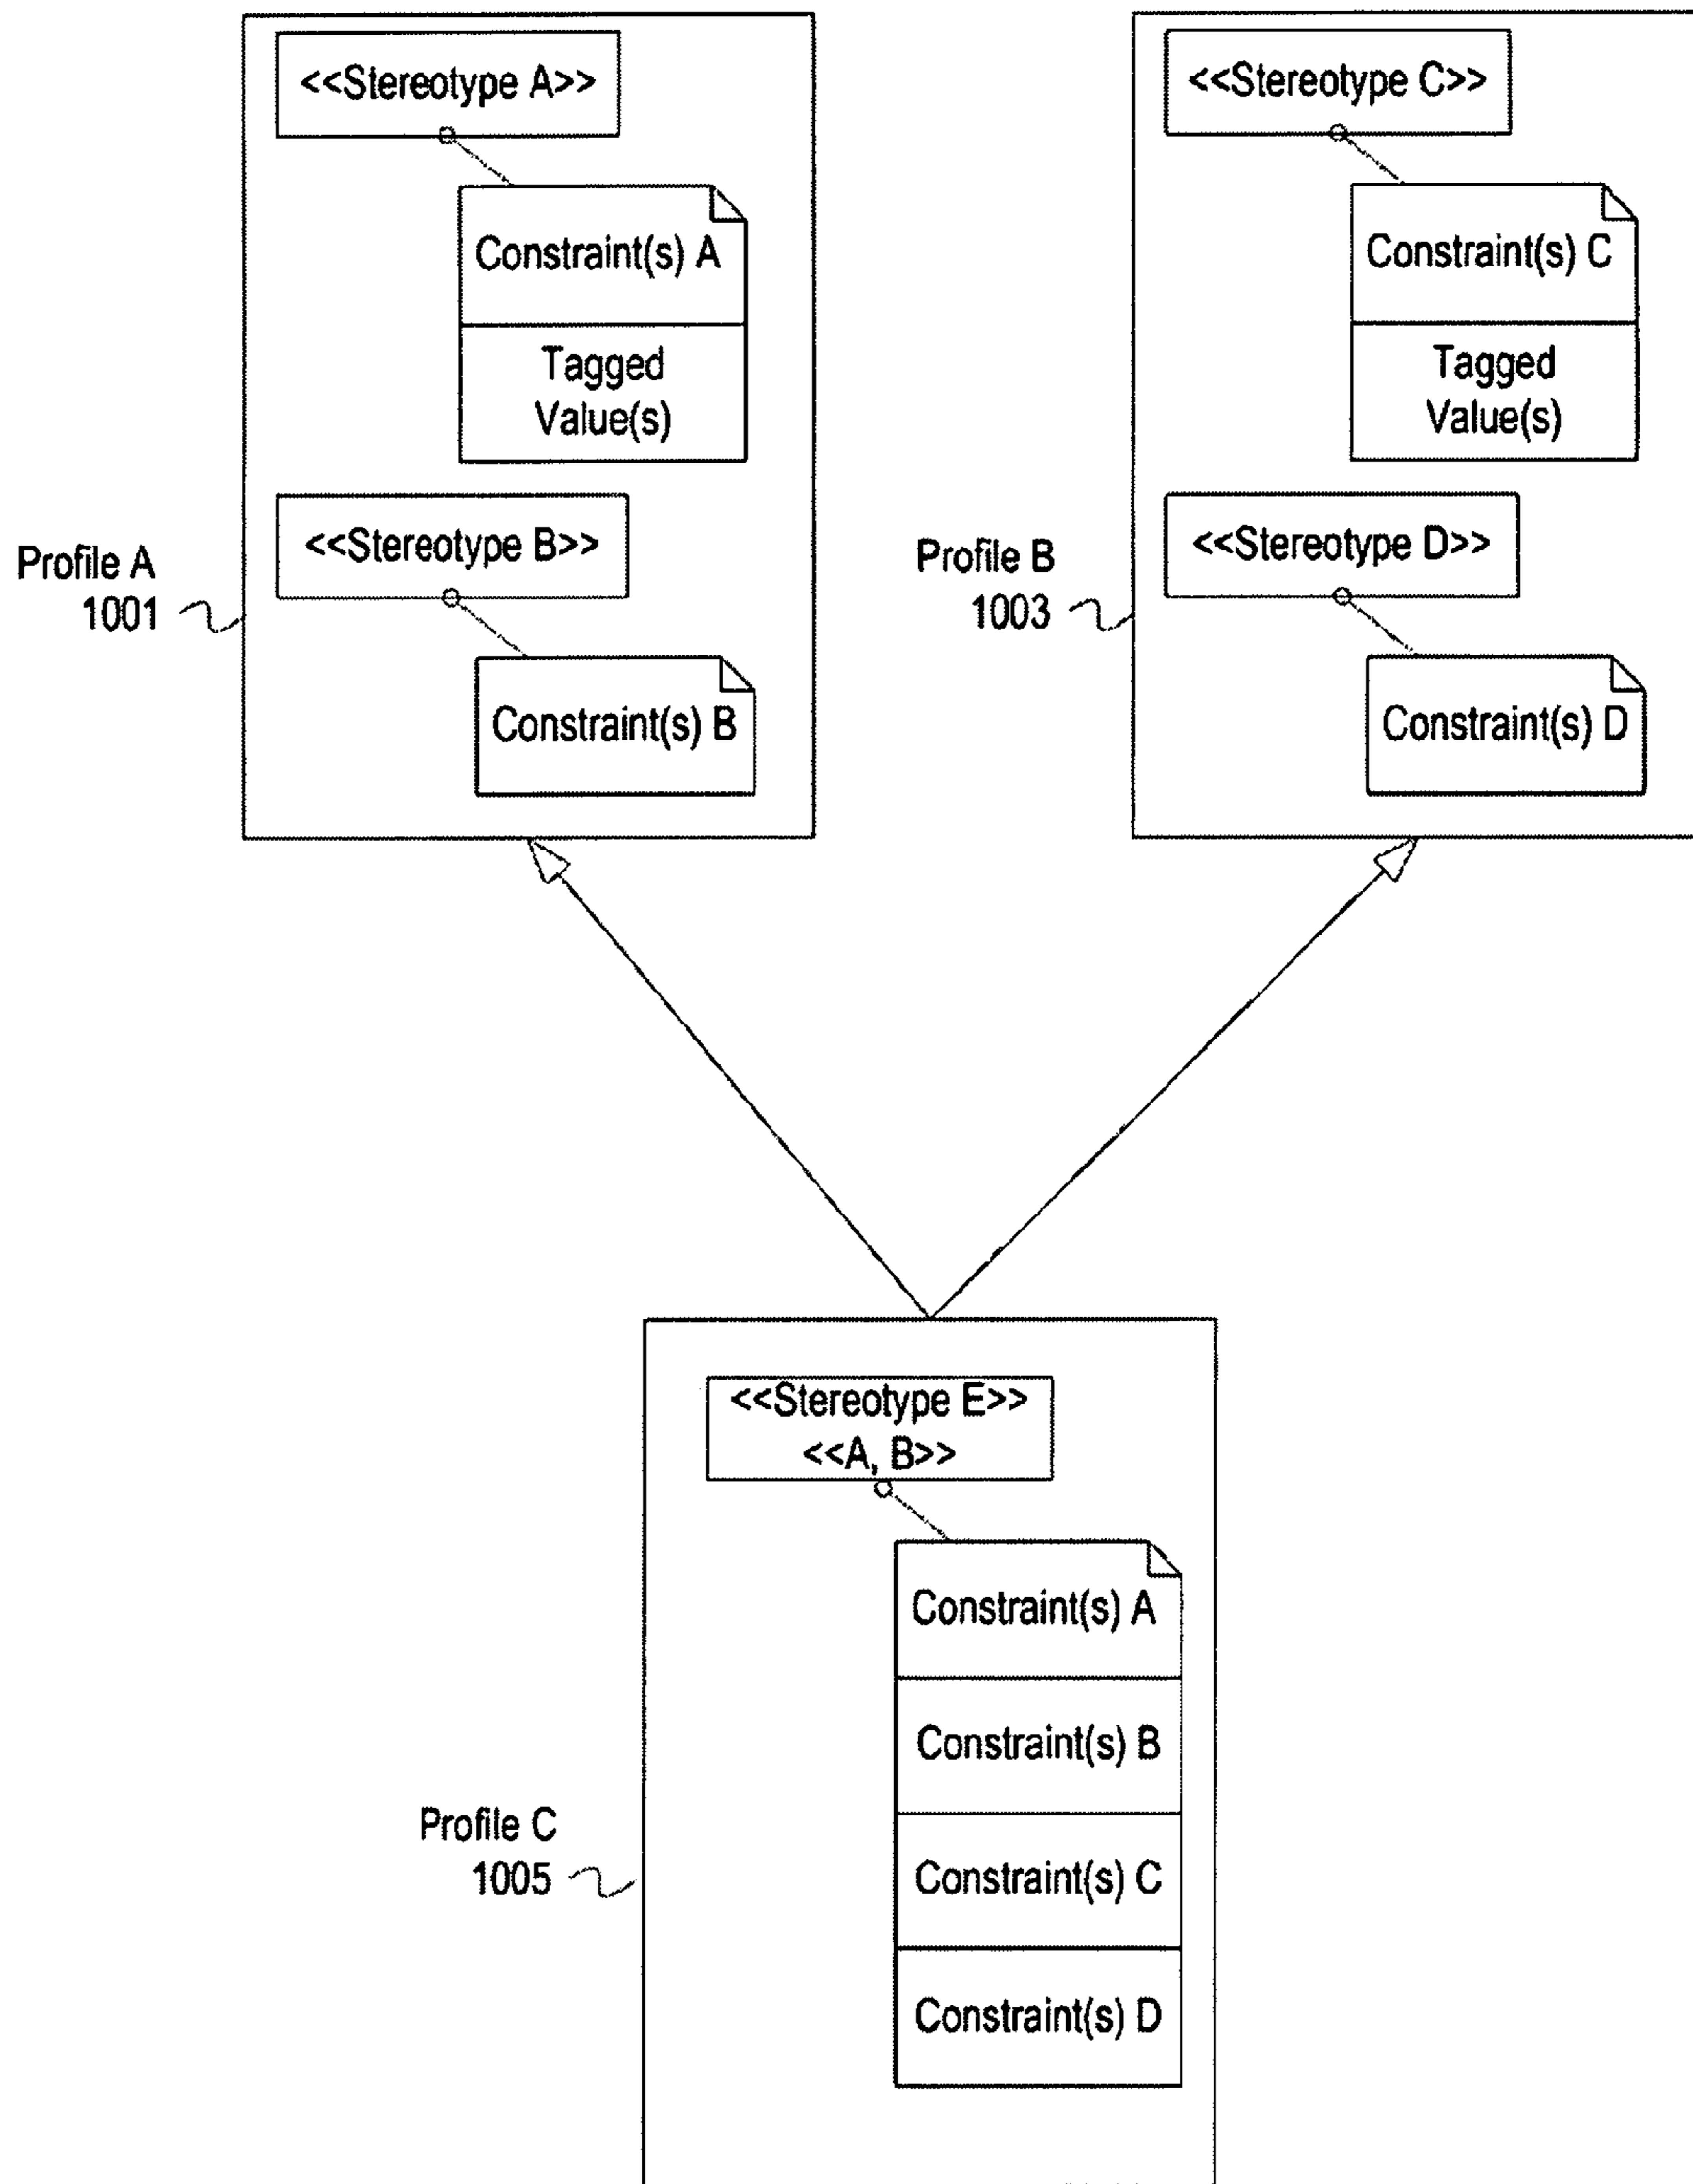 <<Stereotype A>>
Constraint(s) A
Tagged
Value(s)
<<Stereotype B>>
Constraint(s) B
Profile A
1001
<<Stereotype C>>
Constraint(s) C
Tagged
Value(s)
<<Stereotype D>>
Constraint(s) D
Profile B
1003
<<Stereotype E>>
<<A, B>>
Constraint(s) A
Constraint(s) B
Constraint(s) C
Constraint(s) D
Profile C
1005